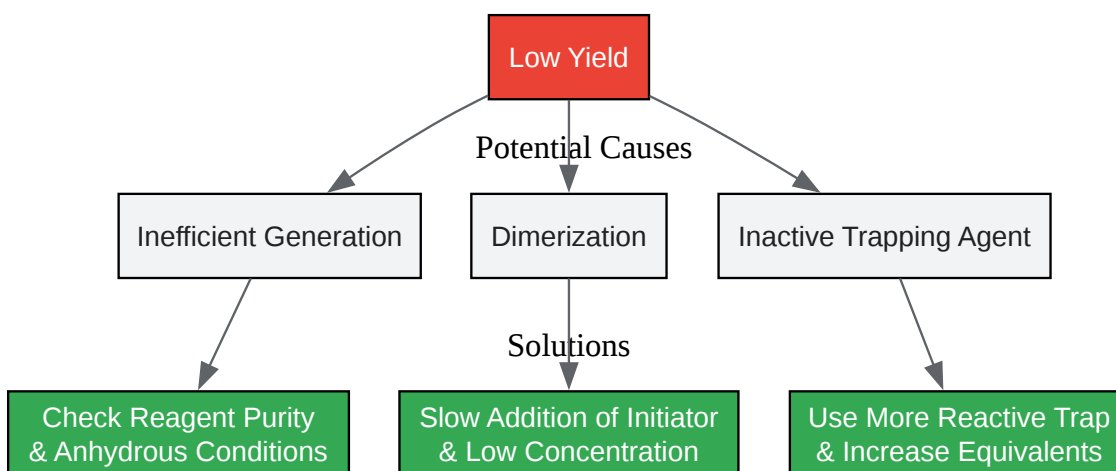 Low Yield
Potential Causes
Inefficient Generation
Dimerization
Inactive Trapping Agent
Solutions
Check Reagent Purity
& Anhydrous Conditions
Slow Addition of Initiator
& Low Concentration
Use More Reactive Trap
& Increase Equivalents